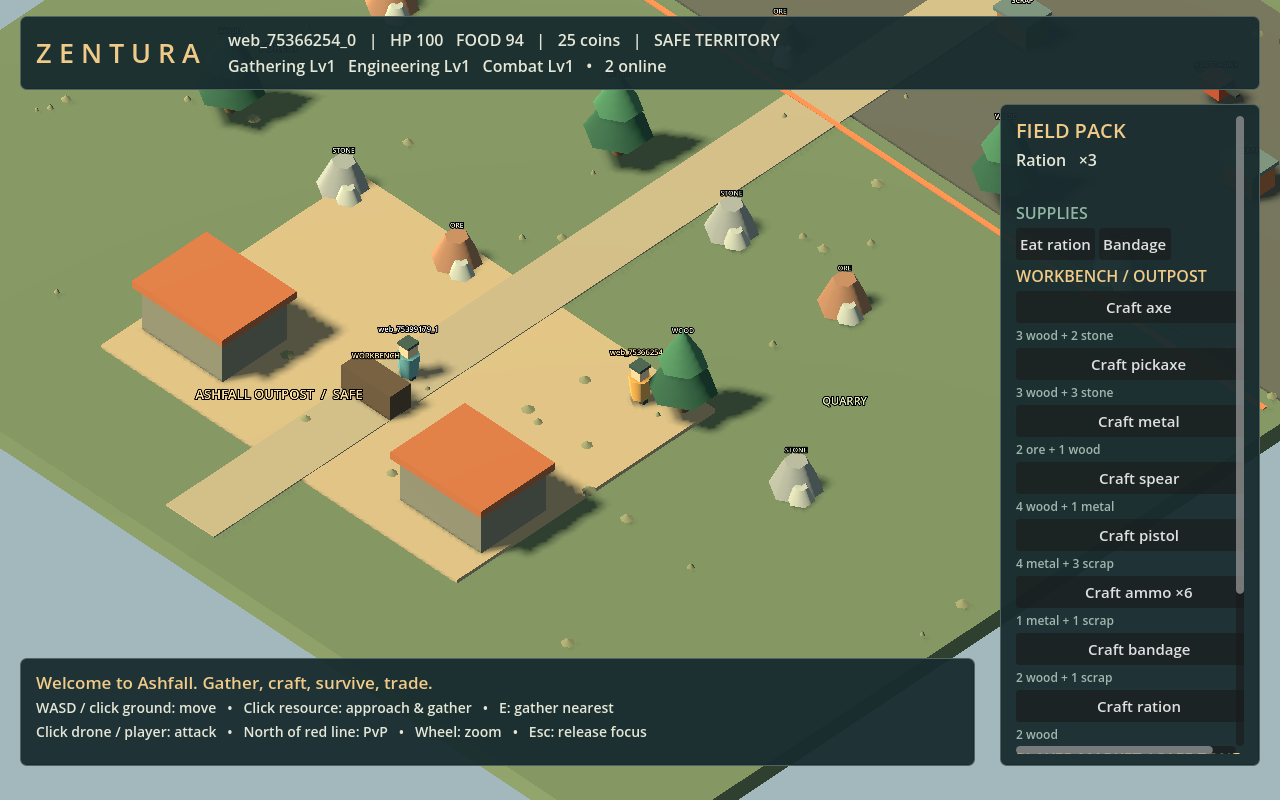 ORE
SCRAP
ZENTURA
web_75366254_0 | HP 100 FOOD 94 | 25 coins | SAFE TERRITORY
Gathering Lv1 Engineering Lv1 Combat Lv1 • 2 online
STONE
ORE
STONE
ORE
web_75399179_1
WORKBENCH
WOOD
web_75366254
ASHFALL OUTPOST / SAFE
QUARRY
STONE
FIELD PACK
Ration ×3
SUPPLIES
Eat ration
Bandage
WORKBENCH / OUTPOST
Craft axe
3 wood + 2 stone
Craft pickaxe
3 wood + 3 stone
Craft metal
2 ore + 1 wood
Craft spear
4 wood + 1 metal
Craft pistol
4 metal + 3 scrap
Craft ammo ×6
1 metal + 1 scrap
Craft bandage
2 wood + 1 scrap
Craft ration
2 wood
Welcome to Ashfall. Gather, craft, survive, trade.
WASD / click ground: move • Click resource: approach & gather • E: gather nearest
Click drone / player: attack • North of red line: PvP • Wheel: zoom • Esc: release focus